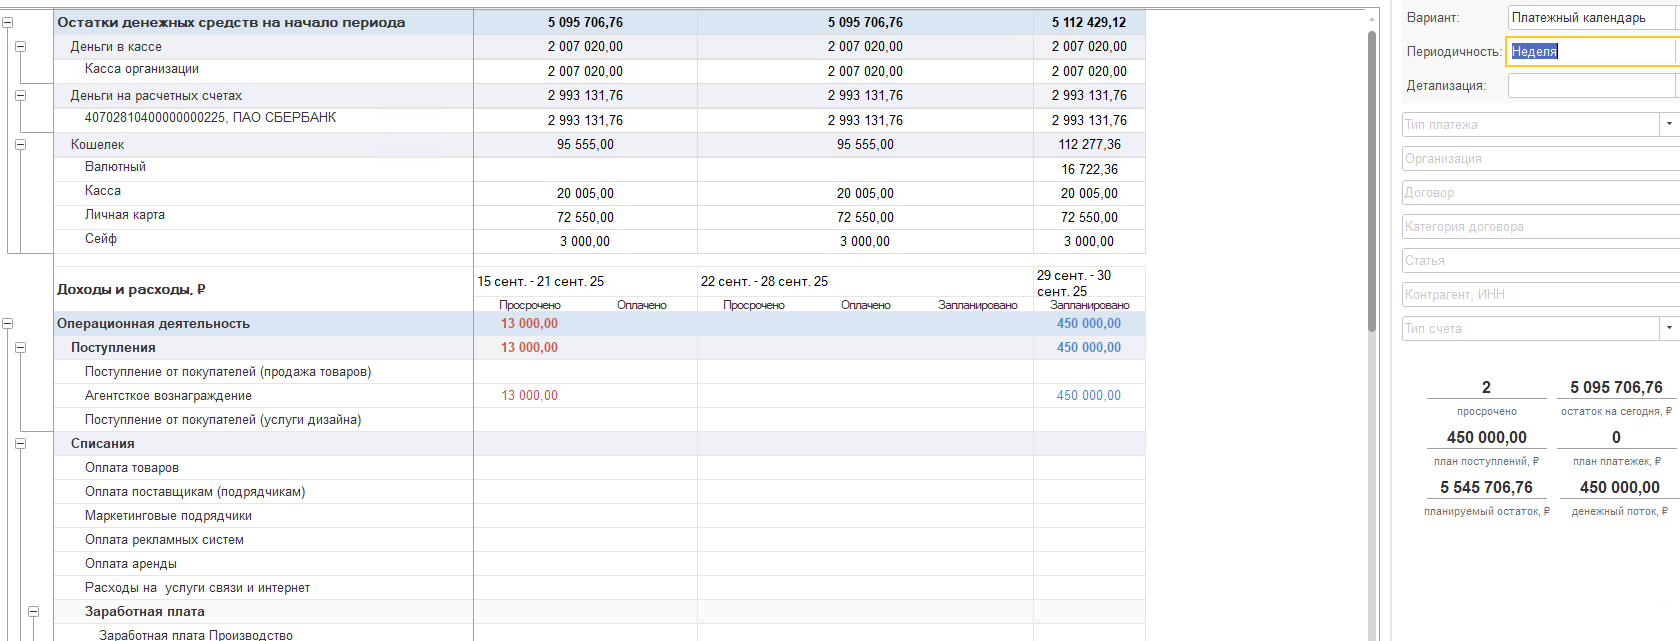 Остатки денежных средств на начало периода 5 095 706,76 5 095 706,76 5 112 429,12
Деньги в кассе 2 007 020,00 2 007 020,00 2 007 020,00
Касса организации 2 007 020,00 2 007 020,00 2 007 020,00
Деньги на расчетных счетах 2 993 131,76 2 993 131,76 2 993 131,76
40702810400000000225, ПАО СБЕРБАНК 2 993 131,76 2 993 131,76 2 993 131,76
Кошелек 95 555,00 95 555,00 112 277,36
Валютный 16 722,36
Касса 20 005,00 20 005,00 20 005,00
Личная карта 72 550,00 72 550,00 72 550,00
Сейф 3 000,00 3 000,00 3 000,00
Доходы и расходы, ₽ 15 сент. - 21 сент. 25 22 сент. - 28 сент. 25 29 сент. - 30
сент. 25
Просрочено Оплачено Просрочено Оплачено Запланировано Запланировано
Операционная деятельность 13 000,00 450 000,00
Поступления 13 000,00 450 000,00
Поступление от покупателей (продажа товаров)
Агентсткое вознаграждение 13 000,00 450 000,00
Поступление от покупателей (услуги дизайна)
Списания
Оплата товаров
Оплата поставщикам (подрядчикам)
Маркетинговые подрядчики
Оплата рекламных систем
Оплата аренды
Расходы на услуги связи и интернет
Заработная плата
Заработная плата Производство
Вариант: Платежный календарь
Периодичность: Неделя
Детализация:
Тип платежа
Организация
Договор
Категория договора
Статья
Контрагент, ИНН
Тип счета
2 5 095 706,76
просрочено остаток на сегодня, ₽
450 000,00 0
план поступлений, ₽ план платежек, ₽
5 545 706,76 450 000,00
планируемый остаток, ₽ денежный поток, ₽